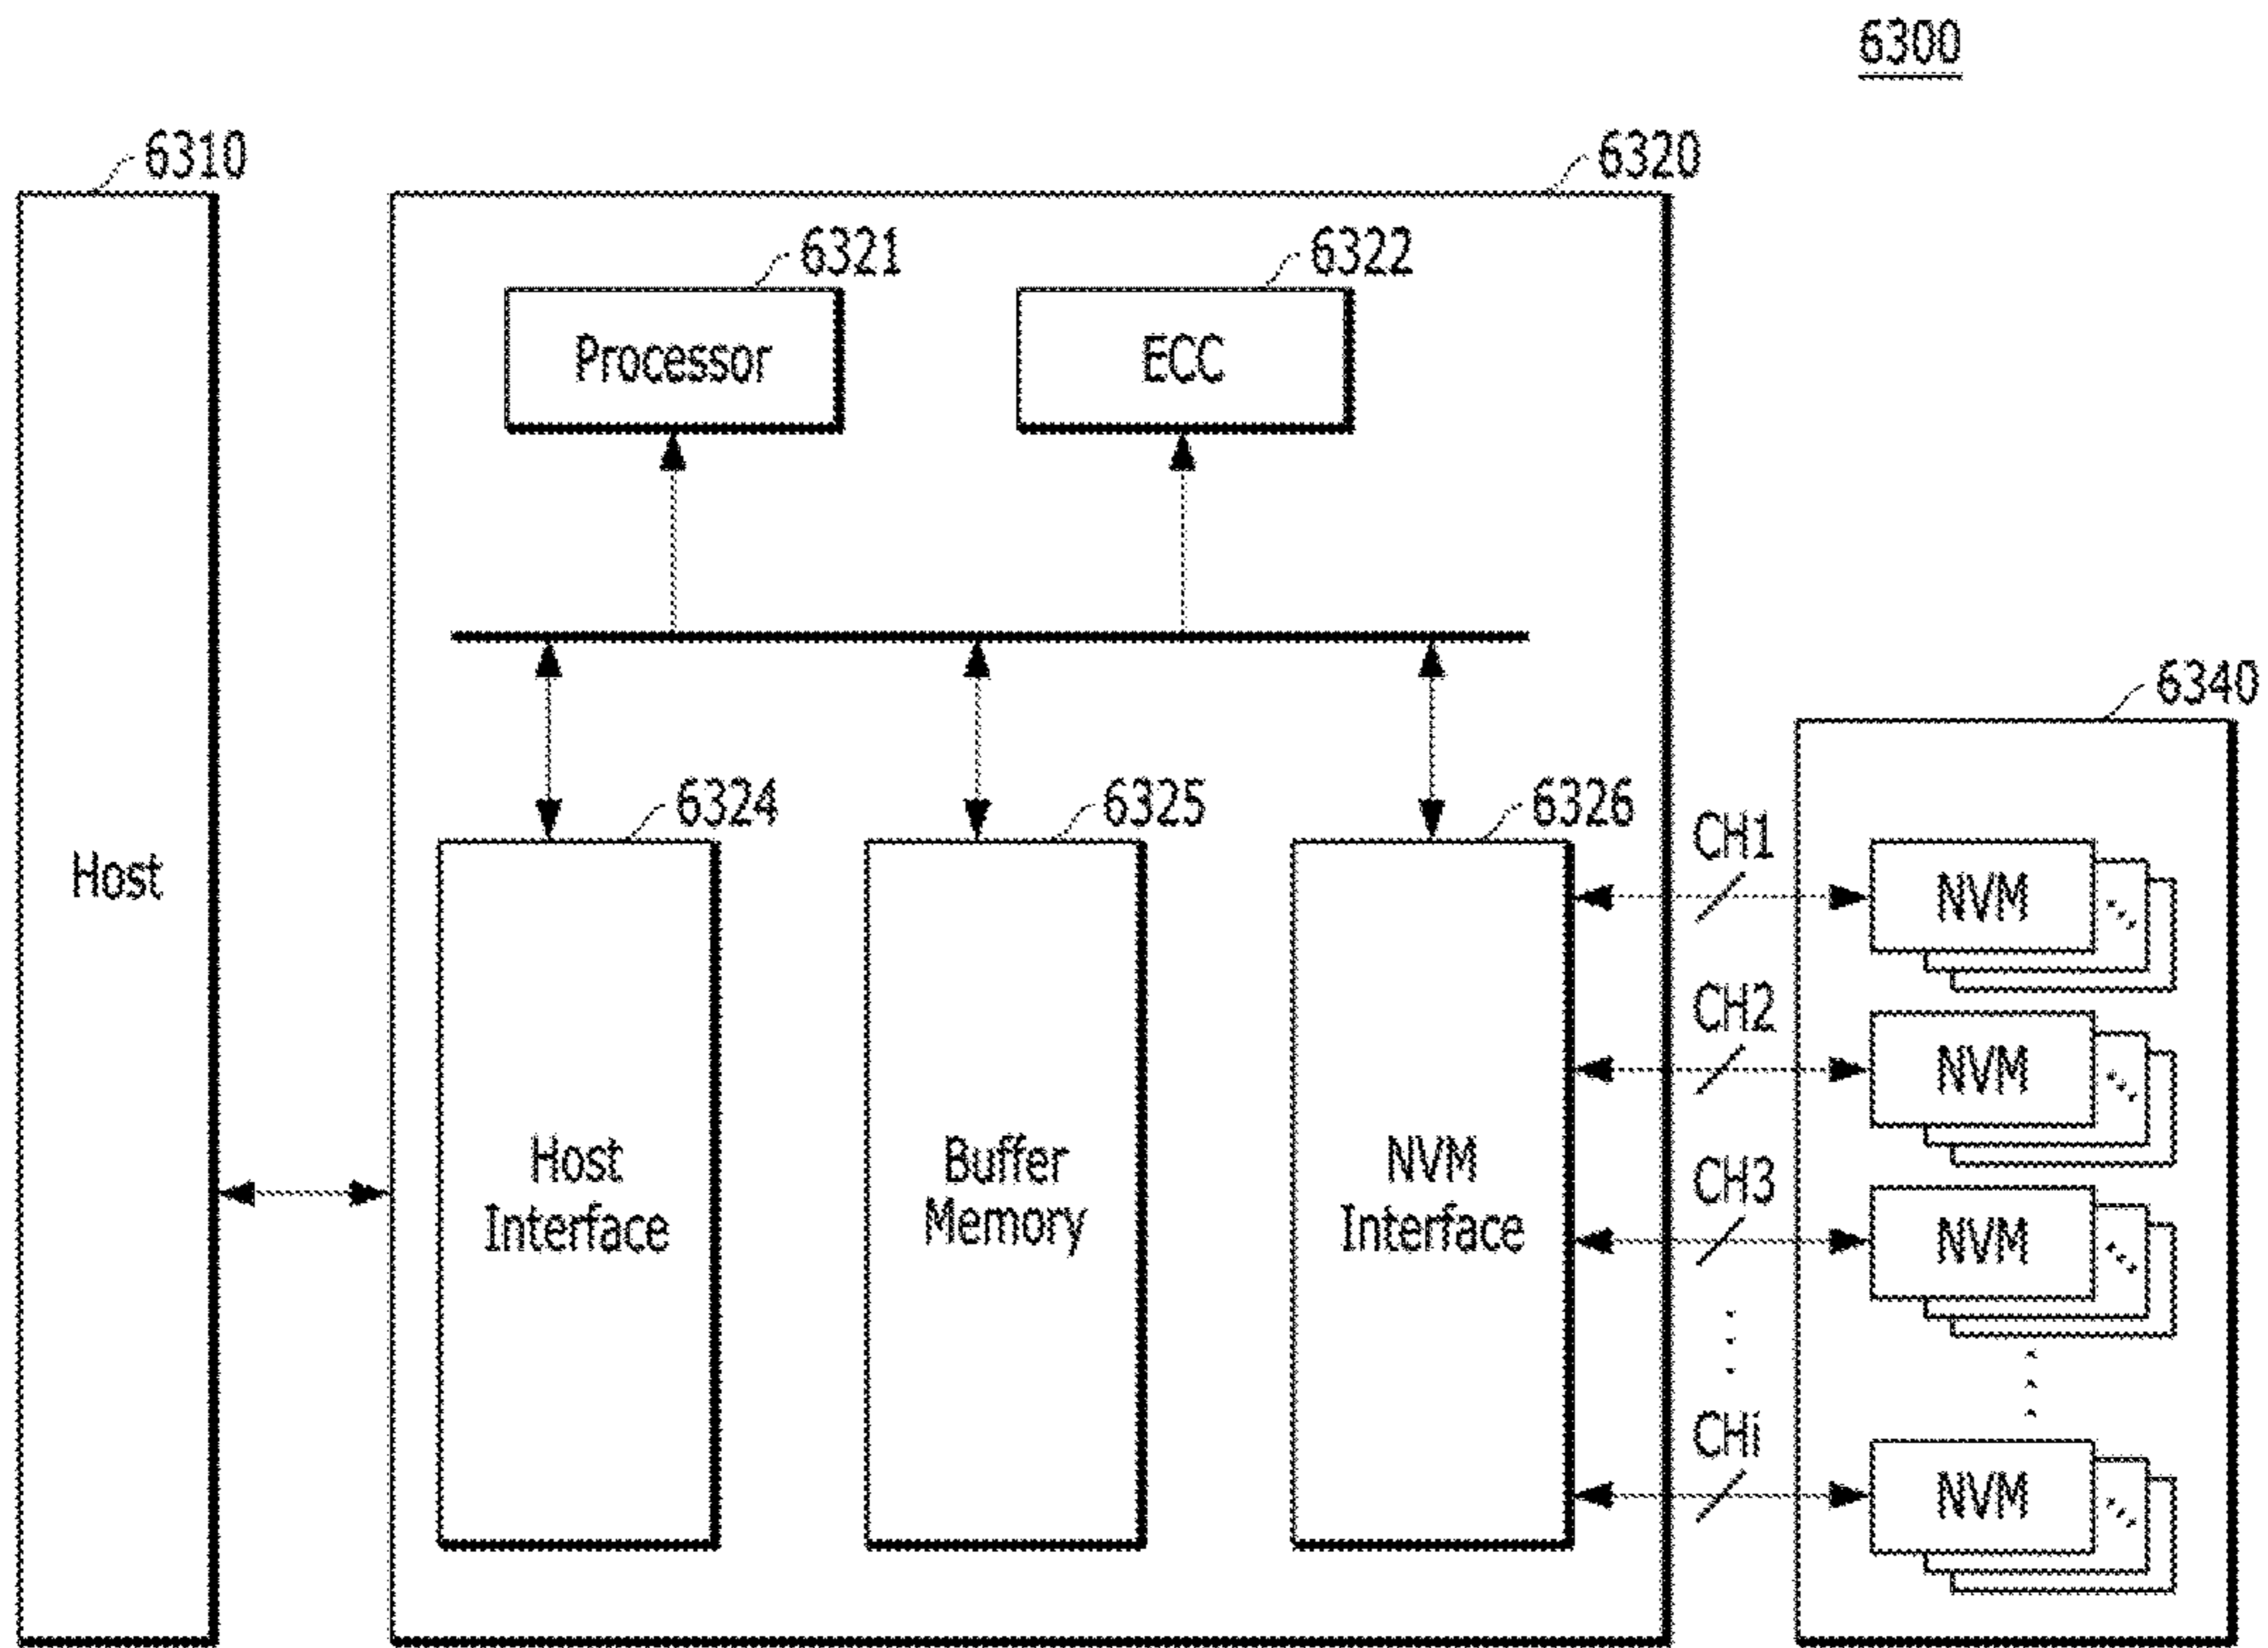 6300
6310
6320
6321
6322
Processor
ECC
6340
6324
6325
6326
CH1
Host
NVM
CH2
NVM
Host
Interface
Buffer
Memory
NVM
Interface
CH3
NVM
CHi
NVM